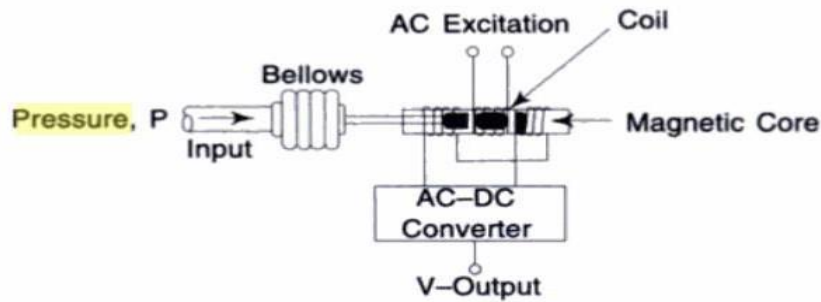 AC Excitation
Coil
Bellows
Pressure, P
Input
Magnetic Core
AC–DC
Converter
V–Output